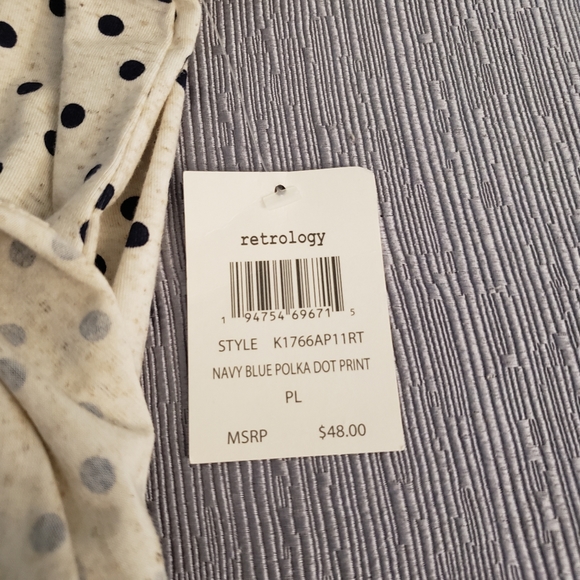 retrology
1 94754 69671 5
STYLE K1766AP11RT
NAVY BLUE POLKA DOT PRINT
PL
MSRP $48.00